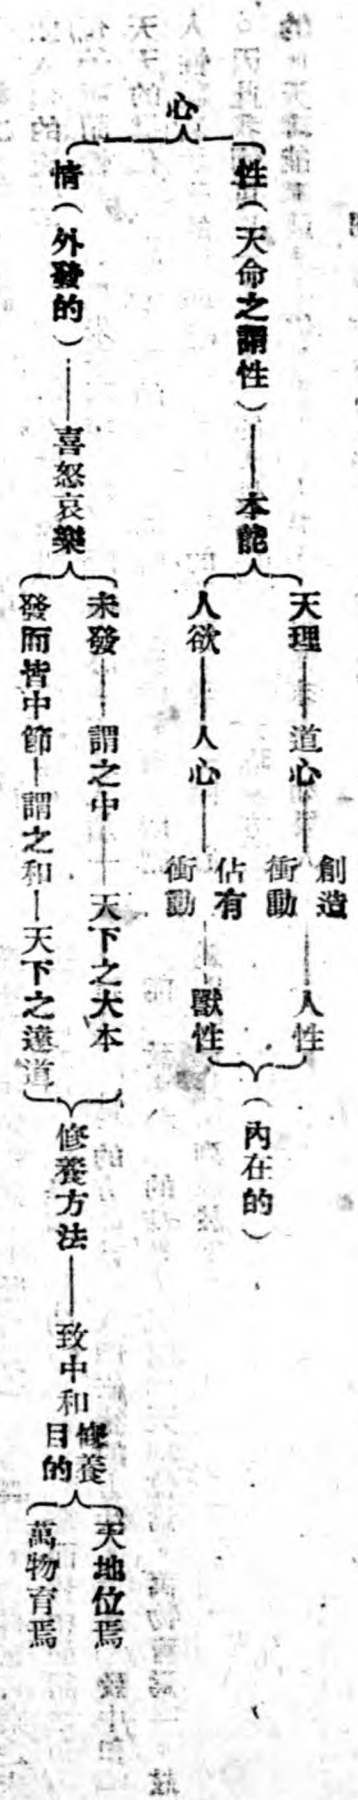 心
性（天命之謂性）——本能
天理——道心——創造衝動——人性
人欲——人心——佔有衝動——獸性
（內在的）
情（外發的）——喜怒哀樂
未發——謂之中——天下之大本
發而皆中節—謂之和—天下之達道
修養方法——致中和
修養目的
天地位焉
萬物育焉